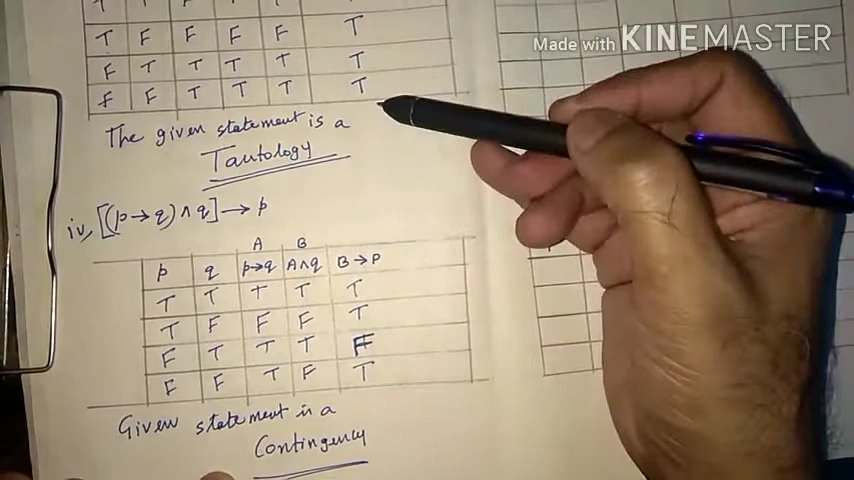 Made with KINEMASTER
T F F F F T
F T T T T T
F F T T T T
The given statement is a
Tautology
iv, [(p→q)∧q]→p
A B
p q p→q A∧q B→P
T T T T T
T F F F T
F T T T F
F F T F T
Given statement is a
Contingency